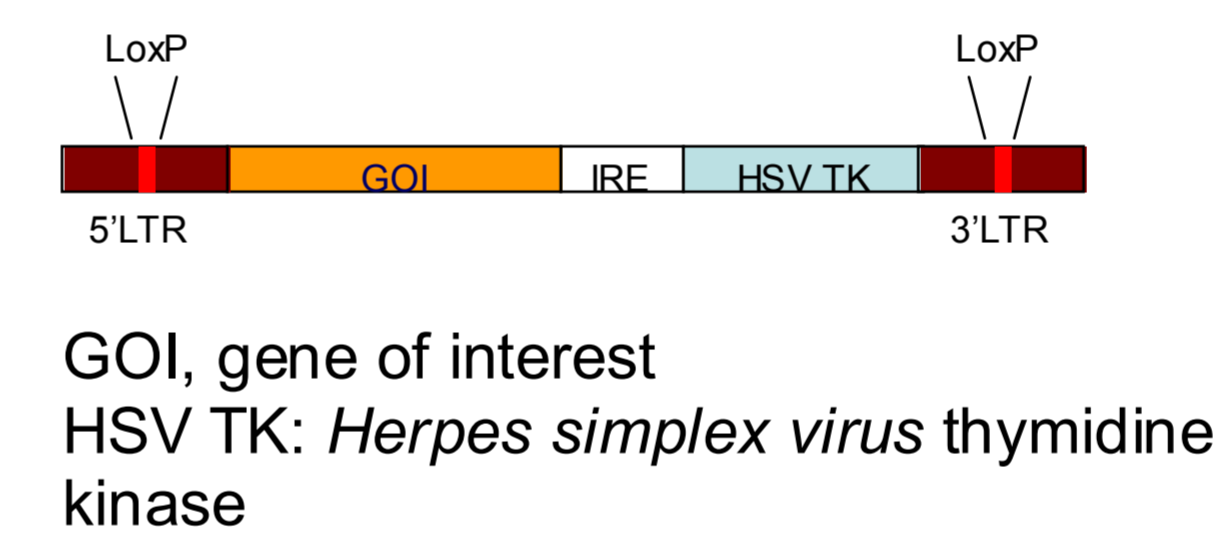 LoxP LoxP
GOI IRE HSV TK
5’LTR 3’LTR
GOI, gene of interest
HSV TK: Herpes simplex virus thymidine
kinase